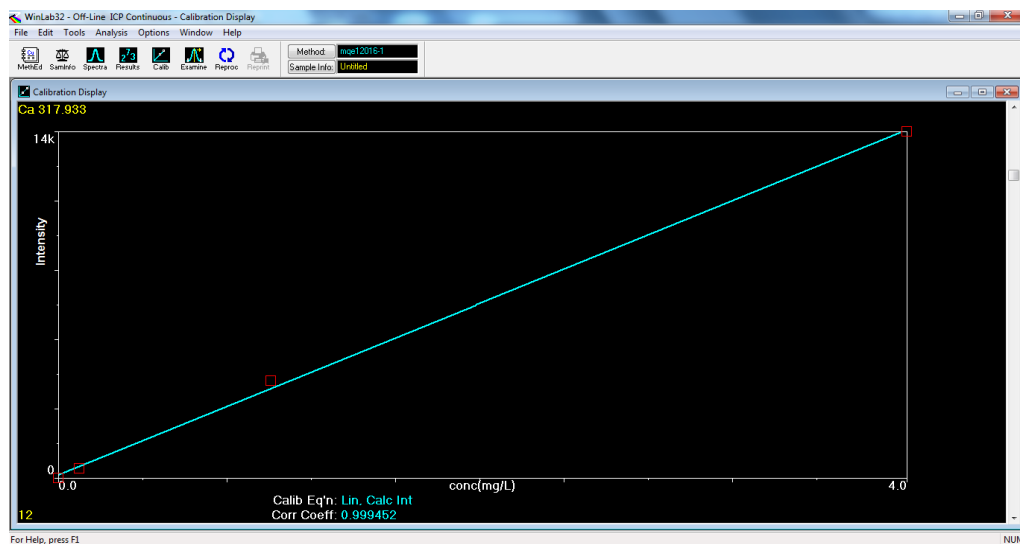 WinLab32 - Off-Line ICP Continuous - Calibration Display
File Edit Tools Analysis Options Window Help
MethEd SamInfo Spectra Results Calib Examine Reproc Reprint
Method: mqe12016-1
Sample Info: Untitled
Calibration Display
Ca 317.933
14k
Intensity
0
0.0 conc(mg/L) 4.0
Calib Eq'n: Lin, Calc Int
Corr Coeff: 0.999452
12
For Help, press F1 NUM